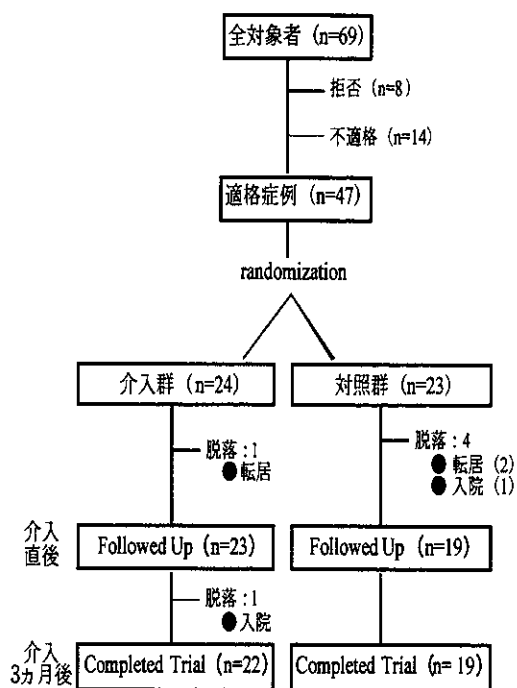 全対象者 (n=69)
拒否 (n=8)
不適格 (n=14)
適格症例 (n=47)
randomization
介入群 (n=24)
対照群 (n=23)
脱落:1
●転居
脱落:4
●転居 (2)
●入院 (1)
介入
直後
Followed Up (n=23)
Followed Up (n=19)
脱落:1
●入院
介入
3ヵ月後
Completed Trial (n=22)
Completed Trial (n= 19)